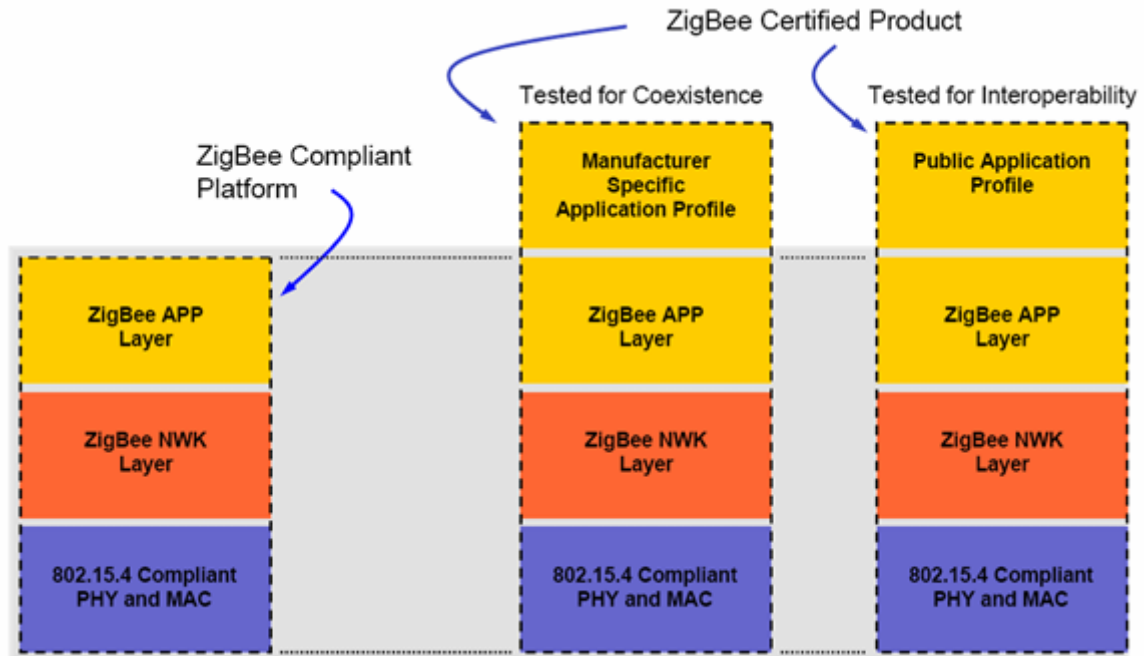 ZigBee Certified Product
Tested for Coexistence
Tested for Interoperability
ZigBee Compliant
Platform
Manufacturer
Specific
Application Profile
Public Application
Profile
ZigBee APP
Layer
ZigBee APP
Layer
ZigBee APP
Layer
ZigBee NWK
Layer
ZigBee NWK
Layer
ZigBee NWK
Layer
802.15.4 Compliant
PHY and MAC
802.15.4 Compliant
PHY and MAC
802.15.4 Compliant
PHY and MAC